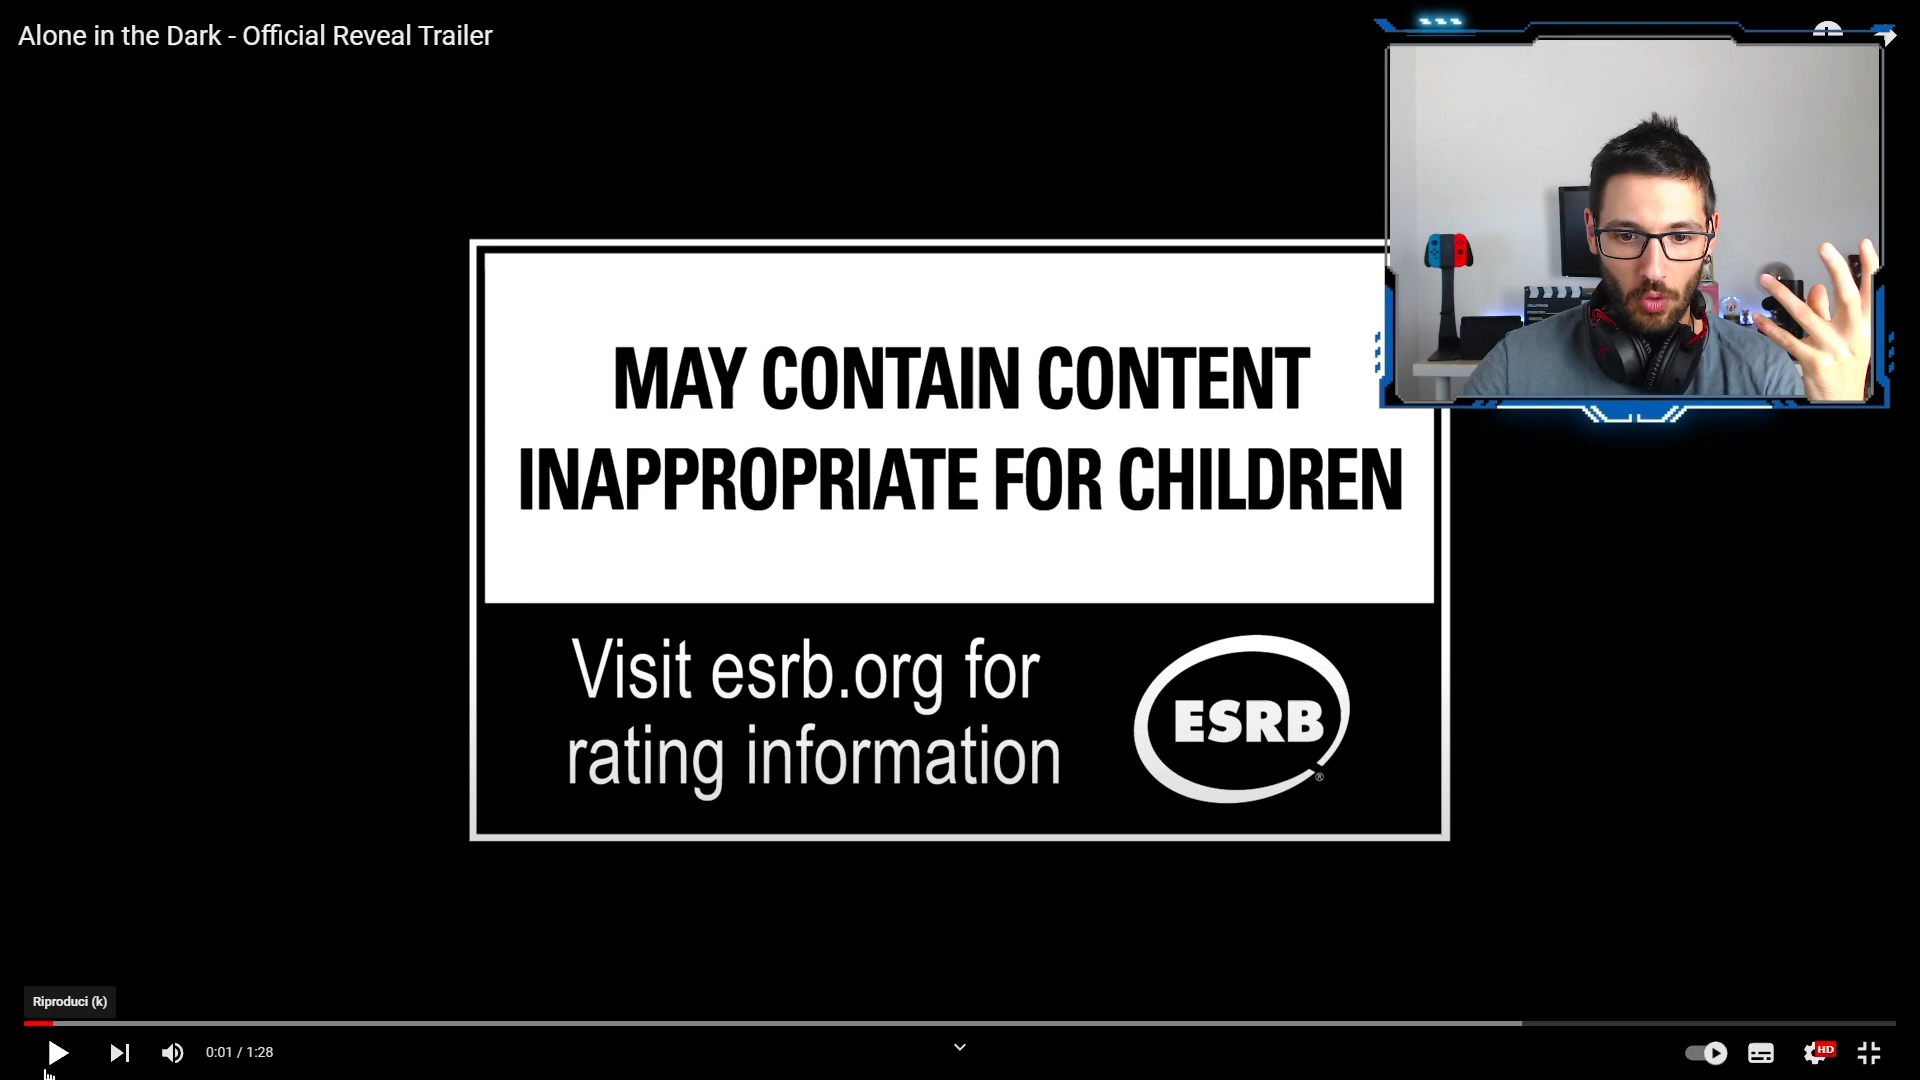 Alone in the Dark - Official Reveal Trailer
MAY CONTAIN CONTENT
INAPPROPRIATE FOR CHILDREN
Visit esrb.org for
rating information
ESRB
®
Riproduci (k)
0:01 / 1:28
HD